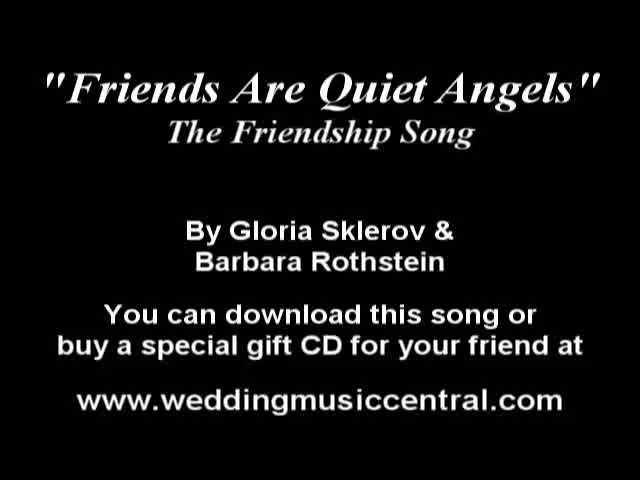 "Friends Are Quiet Angels"
The Friendship Song
By Gloria Sklerov &
Barbara Rothstein
You can download this song or
buy a special gift CD for your friend at
www.weddingmusiccentral.com